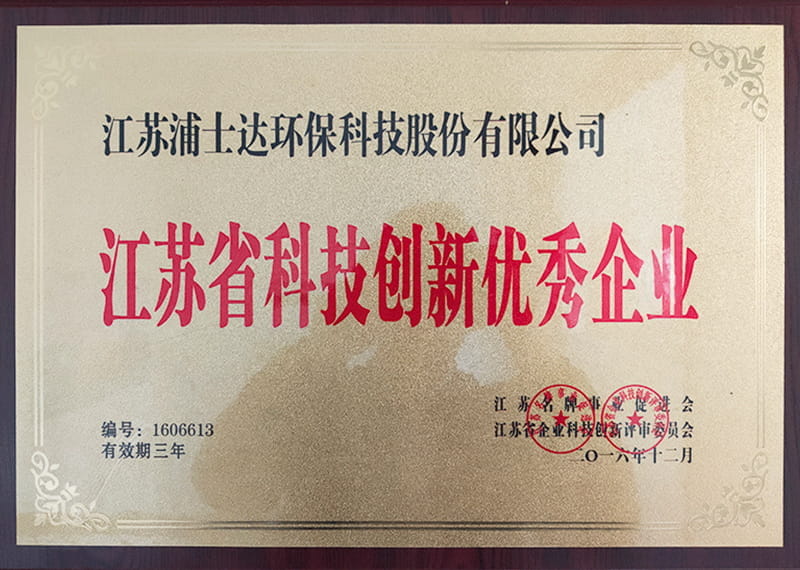 江苏浦士达环保科技股份有限公司
江苏省科技创新优秀企业
江苏名牌事业促进会
江苏省企业科技创新评审委员会
二〇一六年十二月
编号：1606613
有效期三年